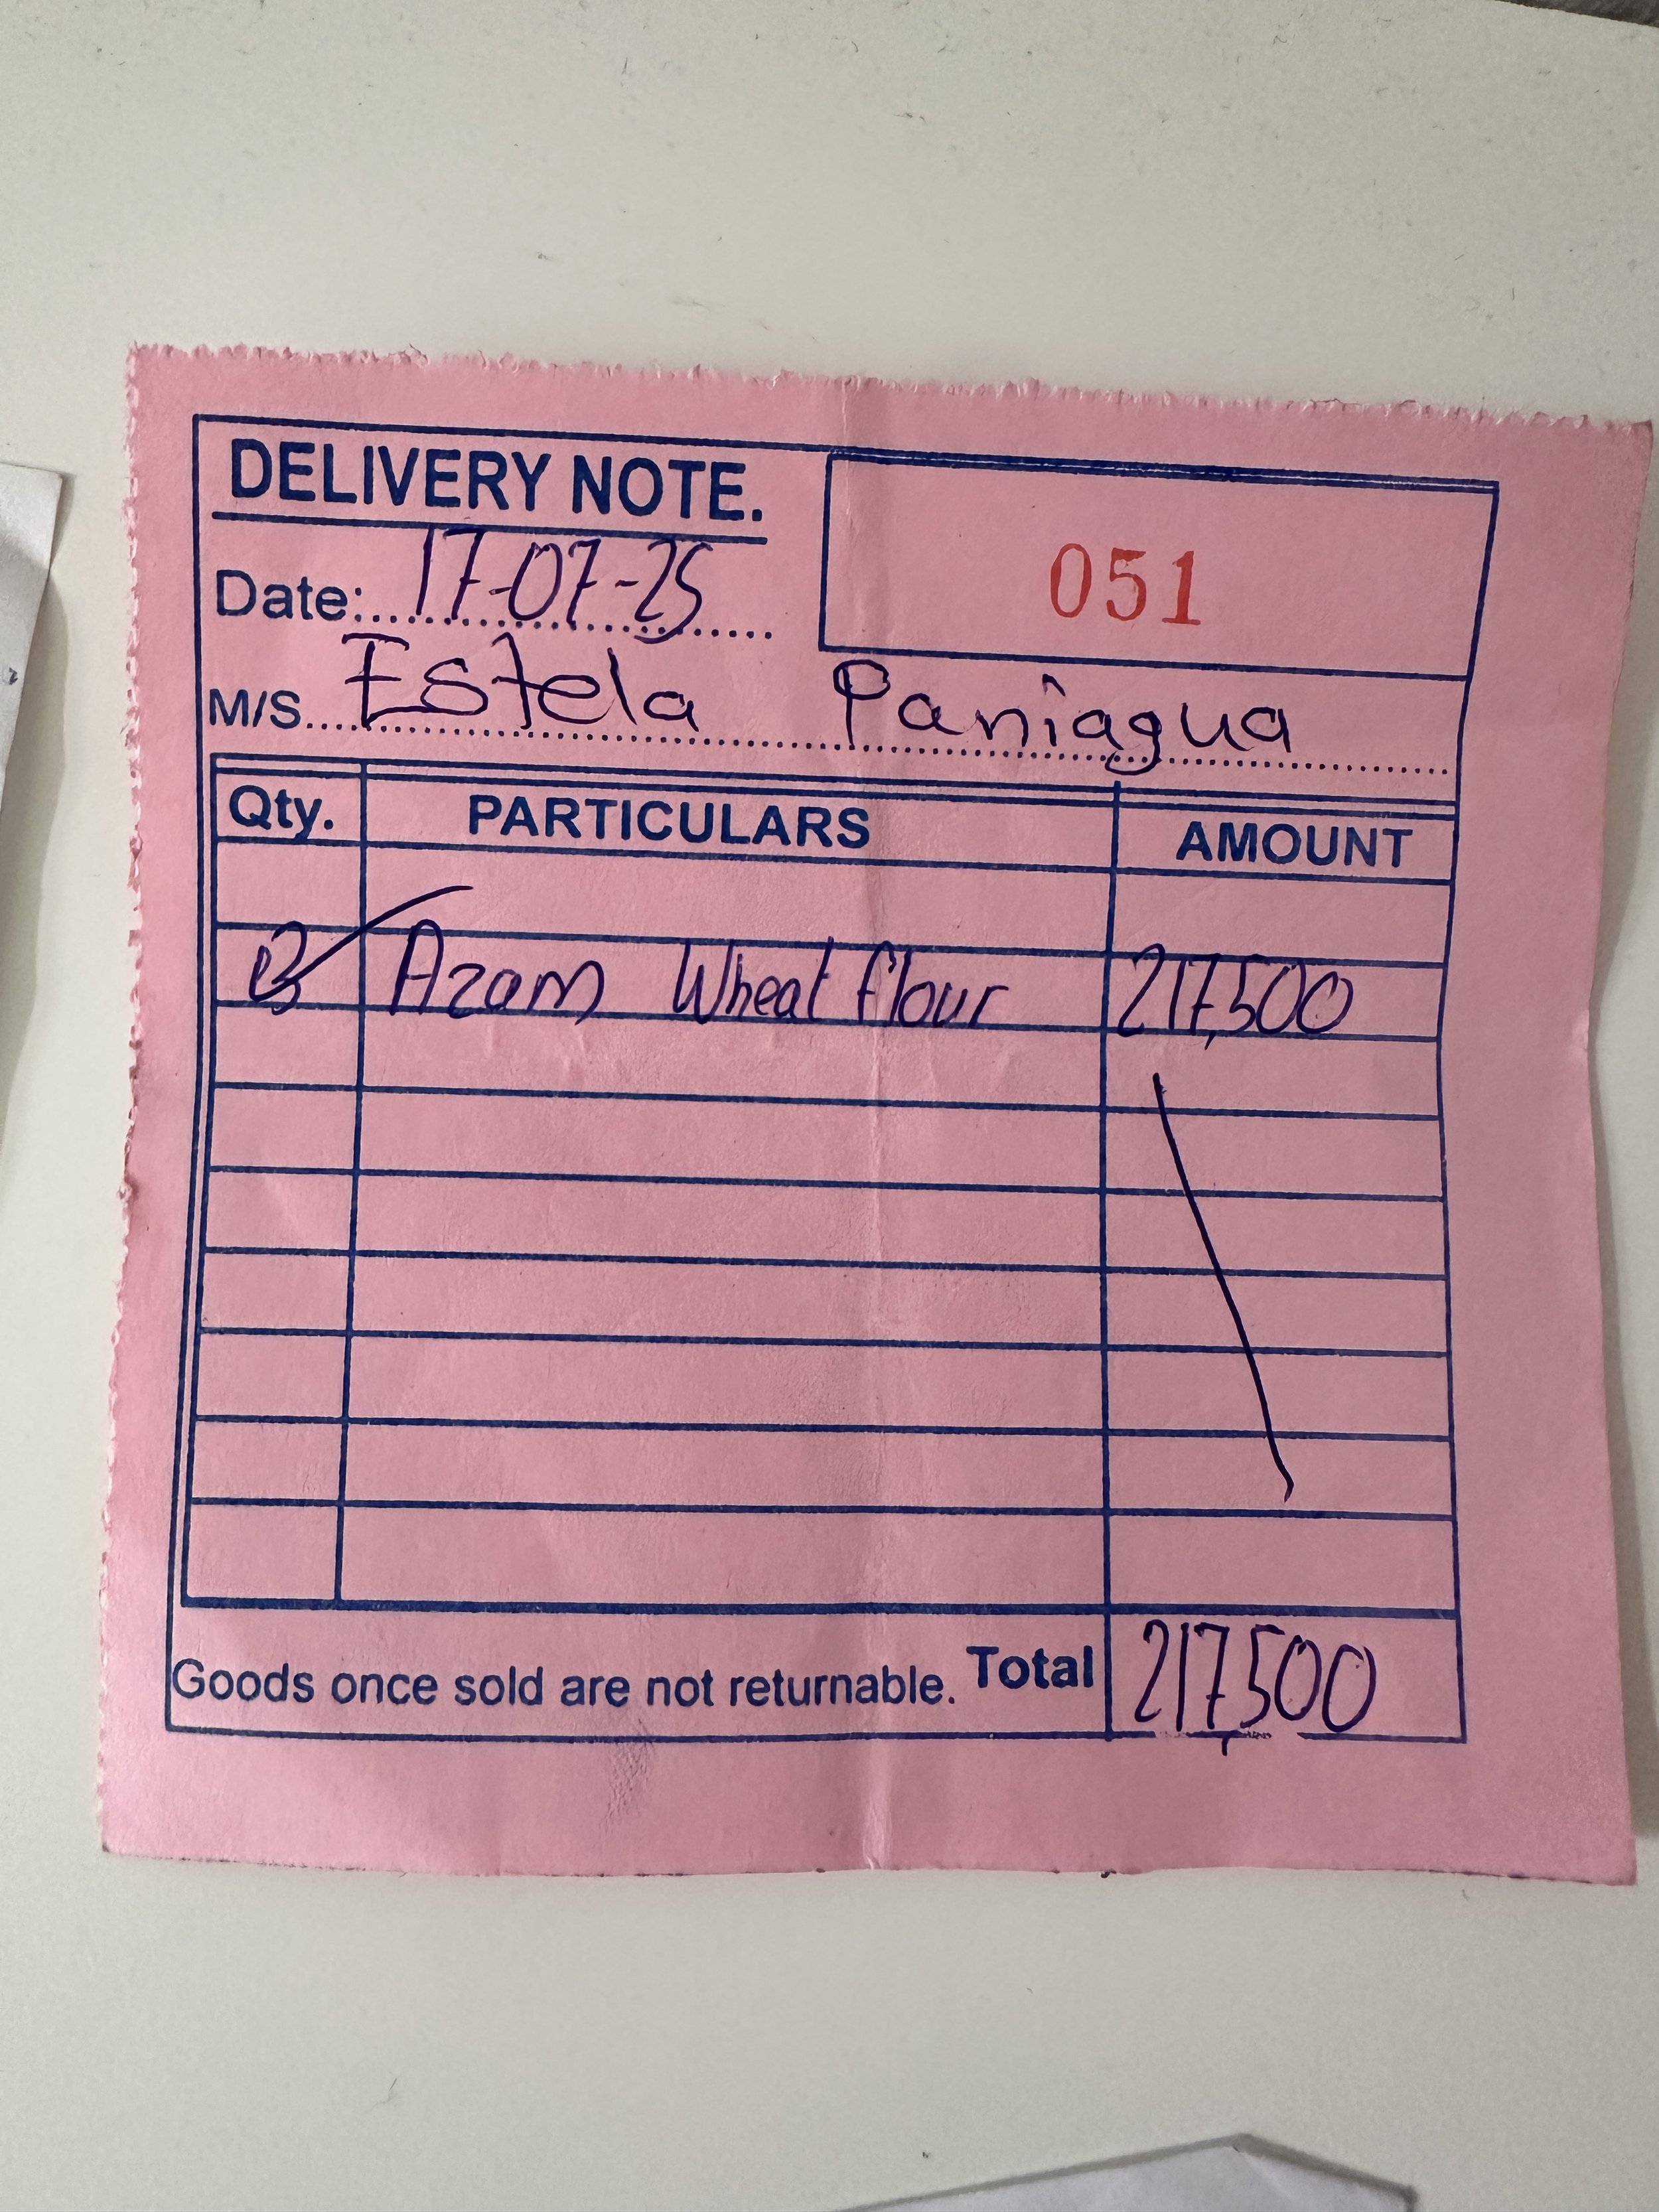 DELIVERY NOTE.
051
Date: 17-07-25
M/S. Estela Paniagua
Qty. PARTICULARS AMOUNT
Azam Wheat flour 217,500
Goods once sold are not returnable. Total 217,500